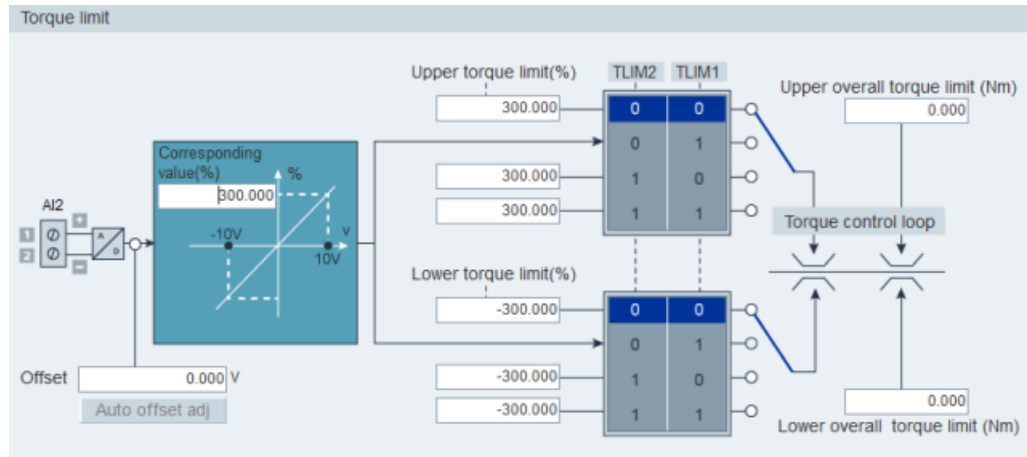 Torque limit
Upper torque limit(%)
TLIM2 TLIM1
Upper overall torque limit (Nm)
300.000
0 0
0.000
0 1
Corresponding
value(%)
300.000
%
300.000
1 0
300.000
1 1
AI2
1
2
+
−
A
D
-10V
10V
V
Torque control loop
Lower torque limit(%)
-300.000
0 0
0 1
Offset
0.000 V
-300.000
1 0
Auto offset adj
-300.000
1 1
0.000
Lower overall torque limit (Nm)